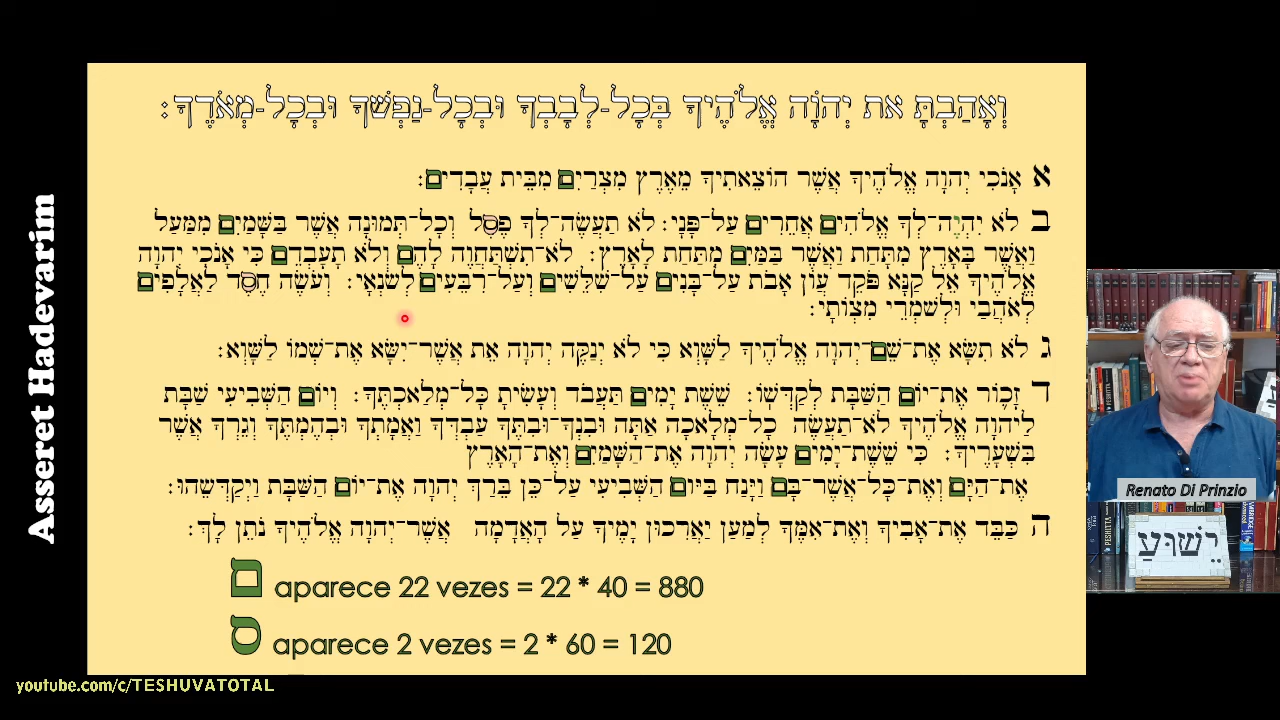 וְאָהַבְתָּ את יְהוָֹה אֱלֹהֶיךָ בְּכָל-לְבָבְךָ וּבְכָל-נַפְשְׁךָ וּבְכָל-מְאֹדֶךָ:
א אָנֹכִי יְהוָה אֱלֹהֶיךָ אֲשֶׁר הוֹצֵאתִיךָ מֵאֶרֶץ מִצְרַיִם מִבֵּית עֲבָדִים:
ב לֹא יִהְיֶה־לְךָ אֱלֹהִים אֲחֵרִים עַל־פָּנָי: לֹא תַעֲשֶׂה־לְךָ פֶסֶל וְכָל־תְּמוּנָה אֲשֶׁר בַּשָּׁמַיִם מִמַּעַל
וַאֲשֶׁר בָּאָרֶץ מִתָּחַת וַאֲשֶׁר בַּמַּיִם מִתַּחַת לָאָרֶץ: לֹא־תִשְׁתַּחֲוֶה לָהֶם וְלֹא תָעָבְדֵם כִּי אָנֹכִי יְהוָה
אֱלֹהֶיךָ אֵל קַנָּא פֹּקֵד עֲוֹן אָבֹת עַל־בָּנִים עַל־שִׁלֵּשִׁים וְעַל־רִבֵּעִים לְשֹׂנְאָי: וְעֹשֶׂה חֶסֶד לַאֲלָפִים
לְאֹהֲבַי וּלְשֹׁמְרֵי מִצְוֹתָי:
ג לֹא תִשָּׂא אֶת־שֵׁם־יְהוָה אֱלֹהֶיךָ לַשָּׁוְא כִּי לֹא יְנַקֶּה יְהוָה אֵת אֲשֶׁר־יִשָּׂא אֶת־שְׁמוֹ לַשָּׁוְא:
ד זָכוֹר אֶת־יוֹם הַשַּׁבָּת לְקַדְּשׁוֹ: שֵׁשֶׁת יָמִים תַּעֲבֹד וְעָשִׂיתָ כָּל־מְלַאכְתֶּךָ: וְיוֹם הַשְּׁבִיעִי שַׁבָּת
לַיהוָה אֱלֹהֶיךָ לֹא־תַעֲשֶׂה כָל־מְלָאכָה אַתָּה וּבִנְךָ־וּבִתֶּךָ עַבְדְּךָ וַאֲמָתְךָ וּבְהֶמְתֶּךָ וְגֵרְךָ אֲשֶׁר
בִּשְׁעָרֶיךָ: כִּי שֵׁשֶׁת־יָמִים עָשָׂה יְהוָה אֶת־הַשָּׁמַיִם וְאֶת־הָאָרֶץ
אֶת־הַיָּם וְאֶת־כָּל־אֲשֶׁר־בָּם וַיָּנַח בַּיּוֹם הַשְּׁבִיעִי עַל־כֵּן בֵּרַךְ יְהוָה אֶת־יוֹם הַשַּׁבָּת וַיְקַדְּשֵׁהוּ:
ה כַּבֵּד אֶת־אָבִיךָ וְאֶת־אִמֶּךָ לְמַעַן יַאֲרִכוּן יָמֶיךָ עַל הָאֲדָמָה אֲשֶׁר־יְהוָה אֱלֹהֶיךָ נֹתֵן לָךְ:
ם aparece 22 vezes = 22 * 40 = 880
ס aparece 2 vezes = 2 * 60 = 120
Asseret Hadevarim
Renato Di Prinzio
יֵשׁוּעַ
PESHITTA
youtube.com/c/TESHUVATOTAL